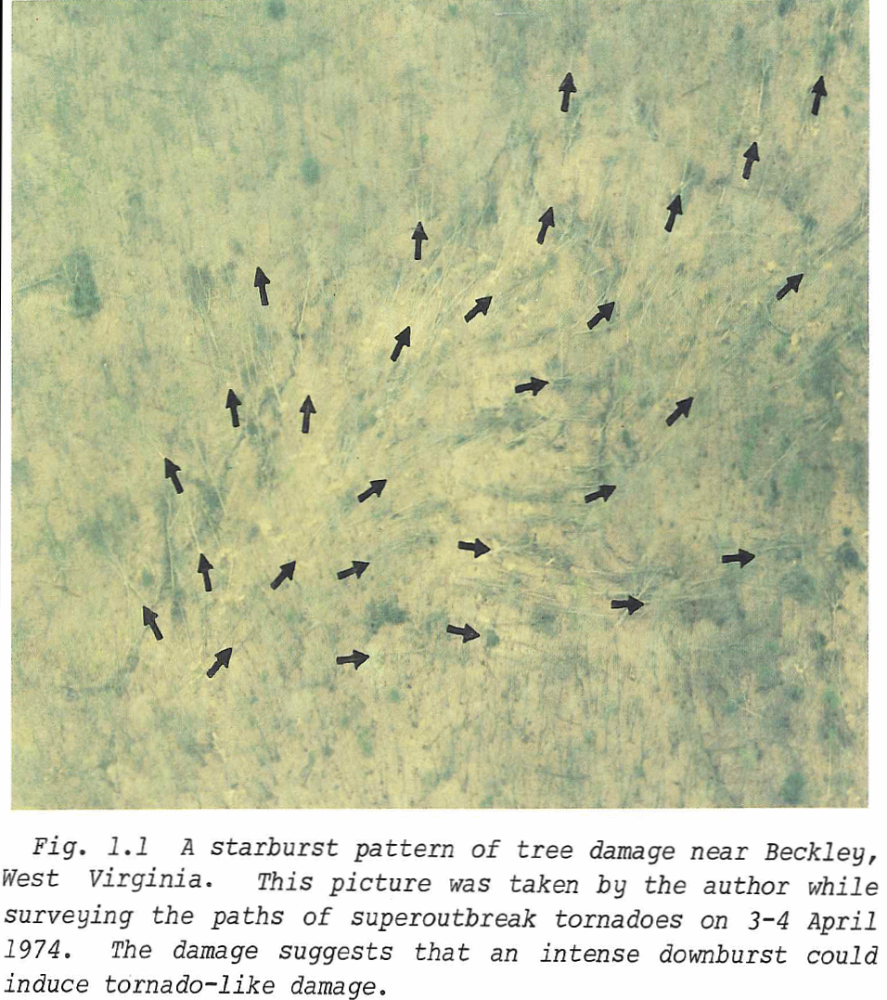 Fig. 1.1 A starburst pattern of tree damage near Beckley,
West Virginia. This picture was taken by the author while
surveying the paths of superoutbreak tornadoes on 3-4 April
1974. The damage suggests that an intense downburst could
induce tornado-like damage.